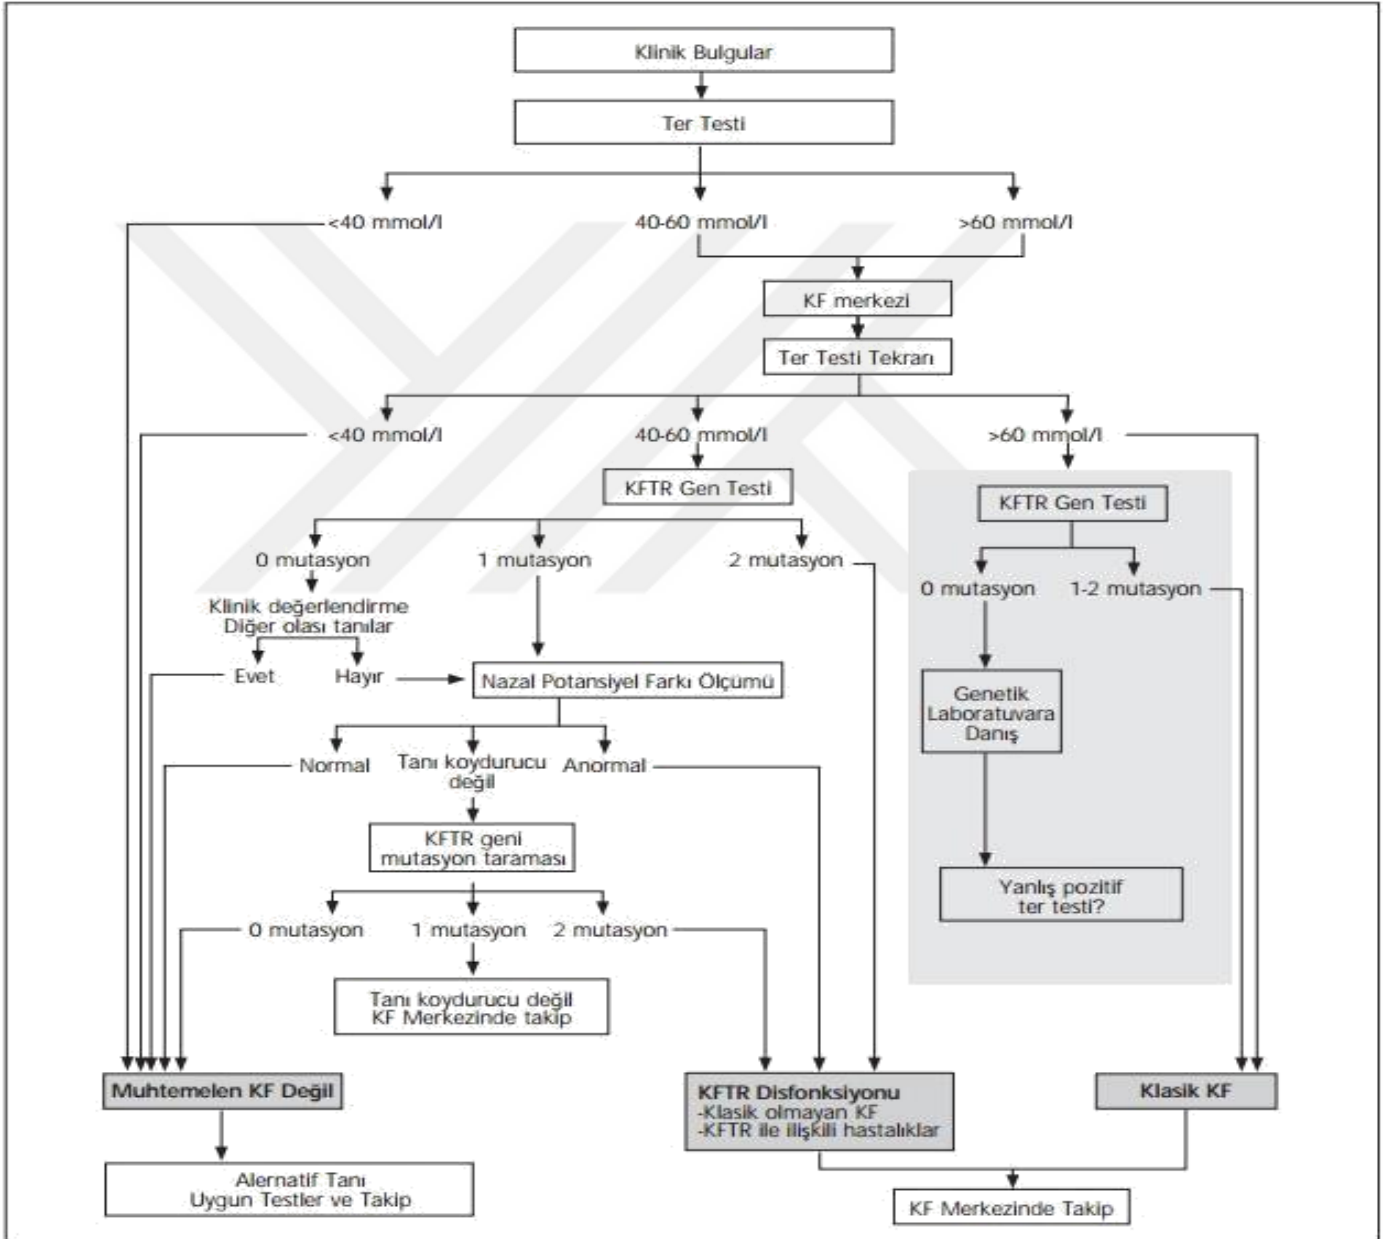 Klinik Bulgular
Ter Testi
<40 mmol/l
40-60 mmol/l
>60 mmol/l
KF merkezi
Ter Testi Tekrarı
<40 mmol/l
40-60 mmol/l
>60 mmol/l
KFTR Gen Testi
KFTR Gen Testi
0 mutasyon
1 mutasyon
2 mutasyon
0 mutasyon
1-2 mutasyon
Klinik değerlendirme
Diğer olası tanılar
Evet
Hayır
Nazal Potansiyel Farkı Ölçümü
Genetik
Laboratuvara
Danış
Normal
Tanı koydurucu
değil
Anormal
KFTR geni
mutasyon taraması
Yanlış pozitif
ter testi?
0 mutasyon
1 mutasyon
2 mutasyon
Tanı koydurucu değil
KF Merkezinde takip
Muhtemelen KF Değil
KFTR Disfonksiyonu
-Klasik olmayan KF
-KFTR ile ilişkili hastalıklar
Klasik KF
Alernatif Tanı
Uygun Testler ve Takip
KF Merkezinde Takip